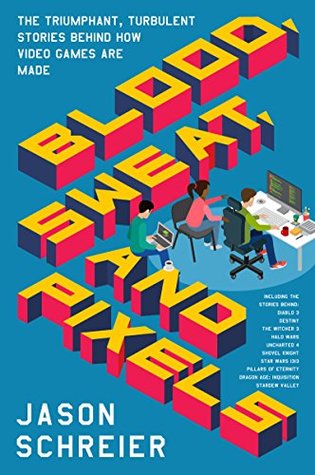 THE TRIUMPHANT, TURBULENT
STORIES BEHIND HOW
VIDEO GAMES ARE
MADE
BLOOD,
SWEAT,
AND
PIXELS
INCLUDING THE
STORIES BEHIND:
DIABLO 3
DESTINY
THE WITCHER 3
HALO WARS
UNCHARTED 4
SHOVEL KNIGHT
STAR WARS 1313
PILLARS OF ETERNITY
DRAGON AGE: INQUISITION
STARDEW VALLEY
JASON
SCHREIER